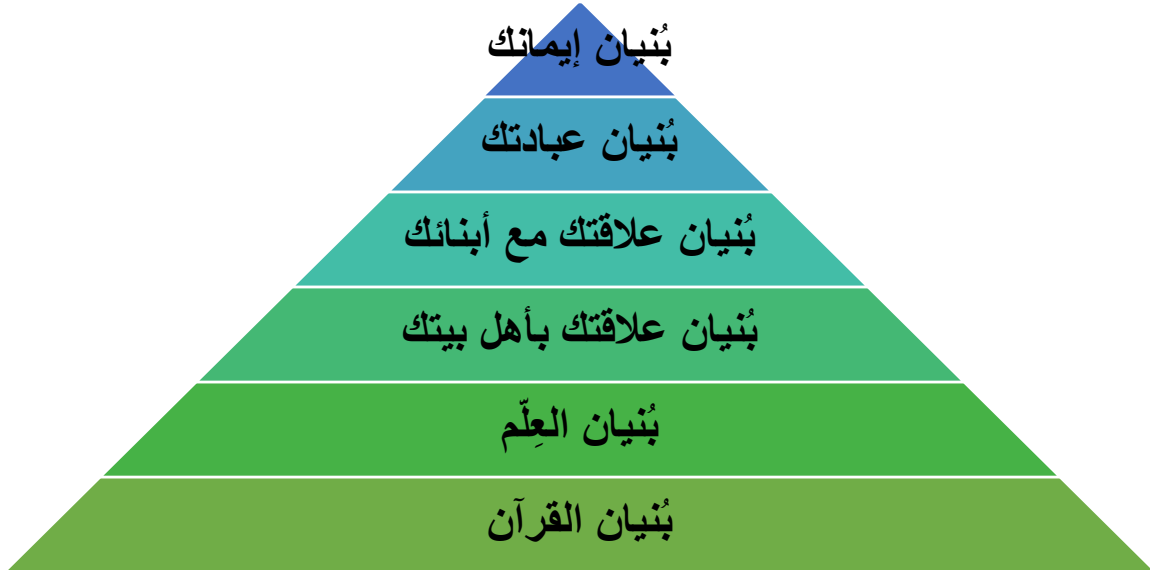 بُنيان إيمانك
بُنيان عبادتك
بُنيان علاقتك مع أبنائك
بُنيان علاقتك بأهل بيتك
بُنيان العِلّم
بُنيان القرآن